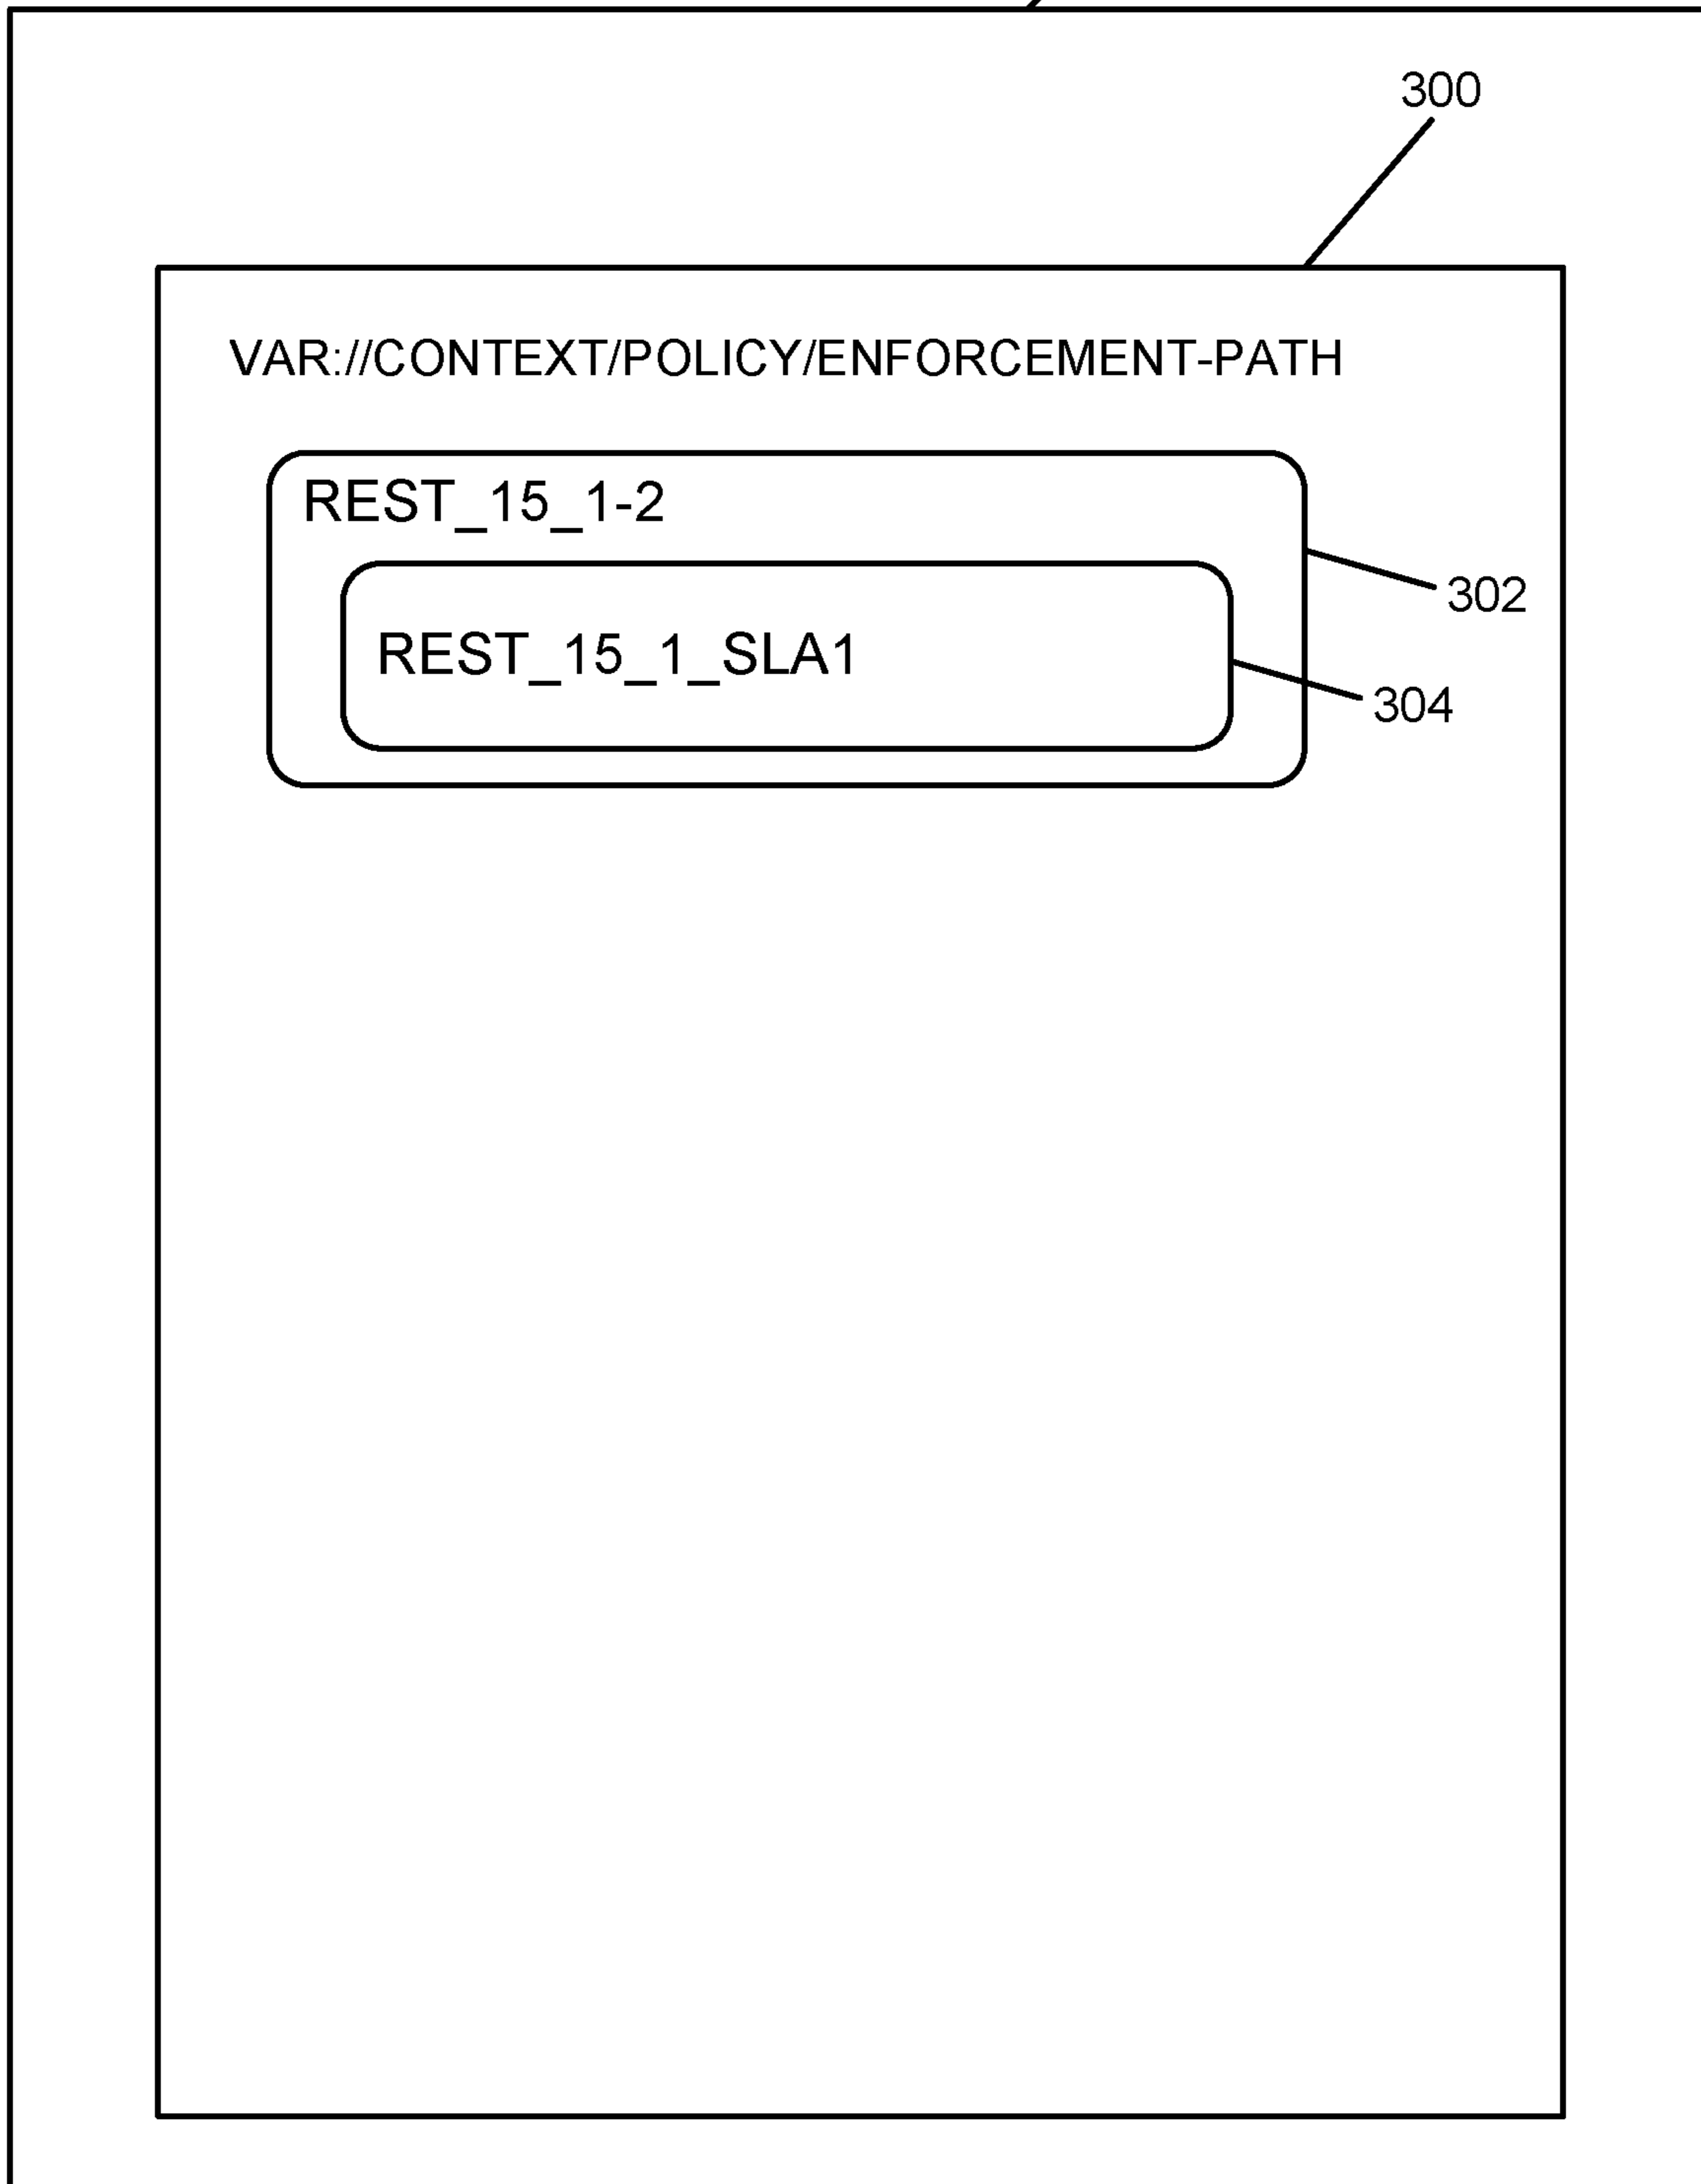 300
VAR://CONTEXT/POLICY/ENFORCEMENT-PATH
REST_15_1-2
302
REST_15_1_SLA1
304